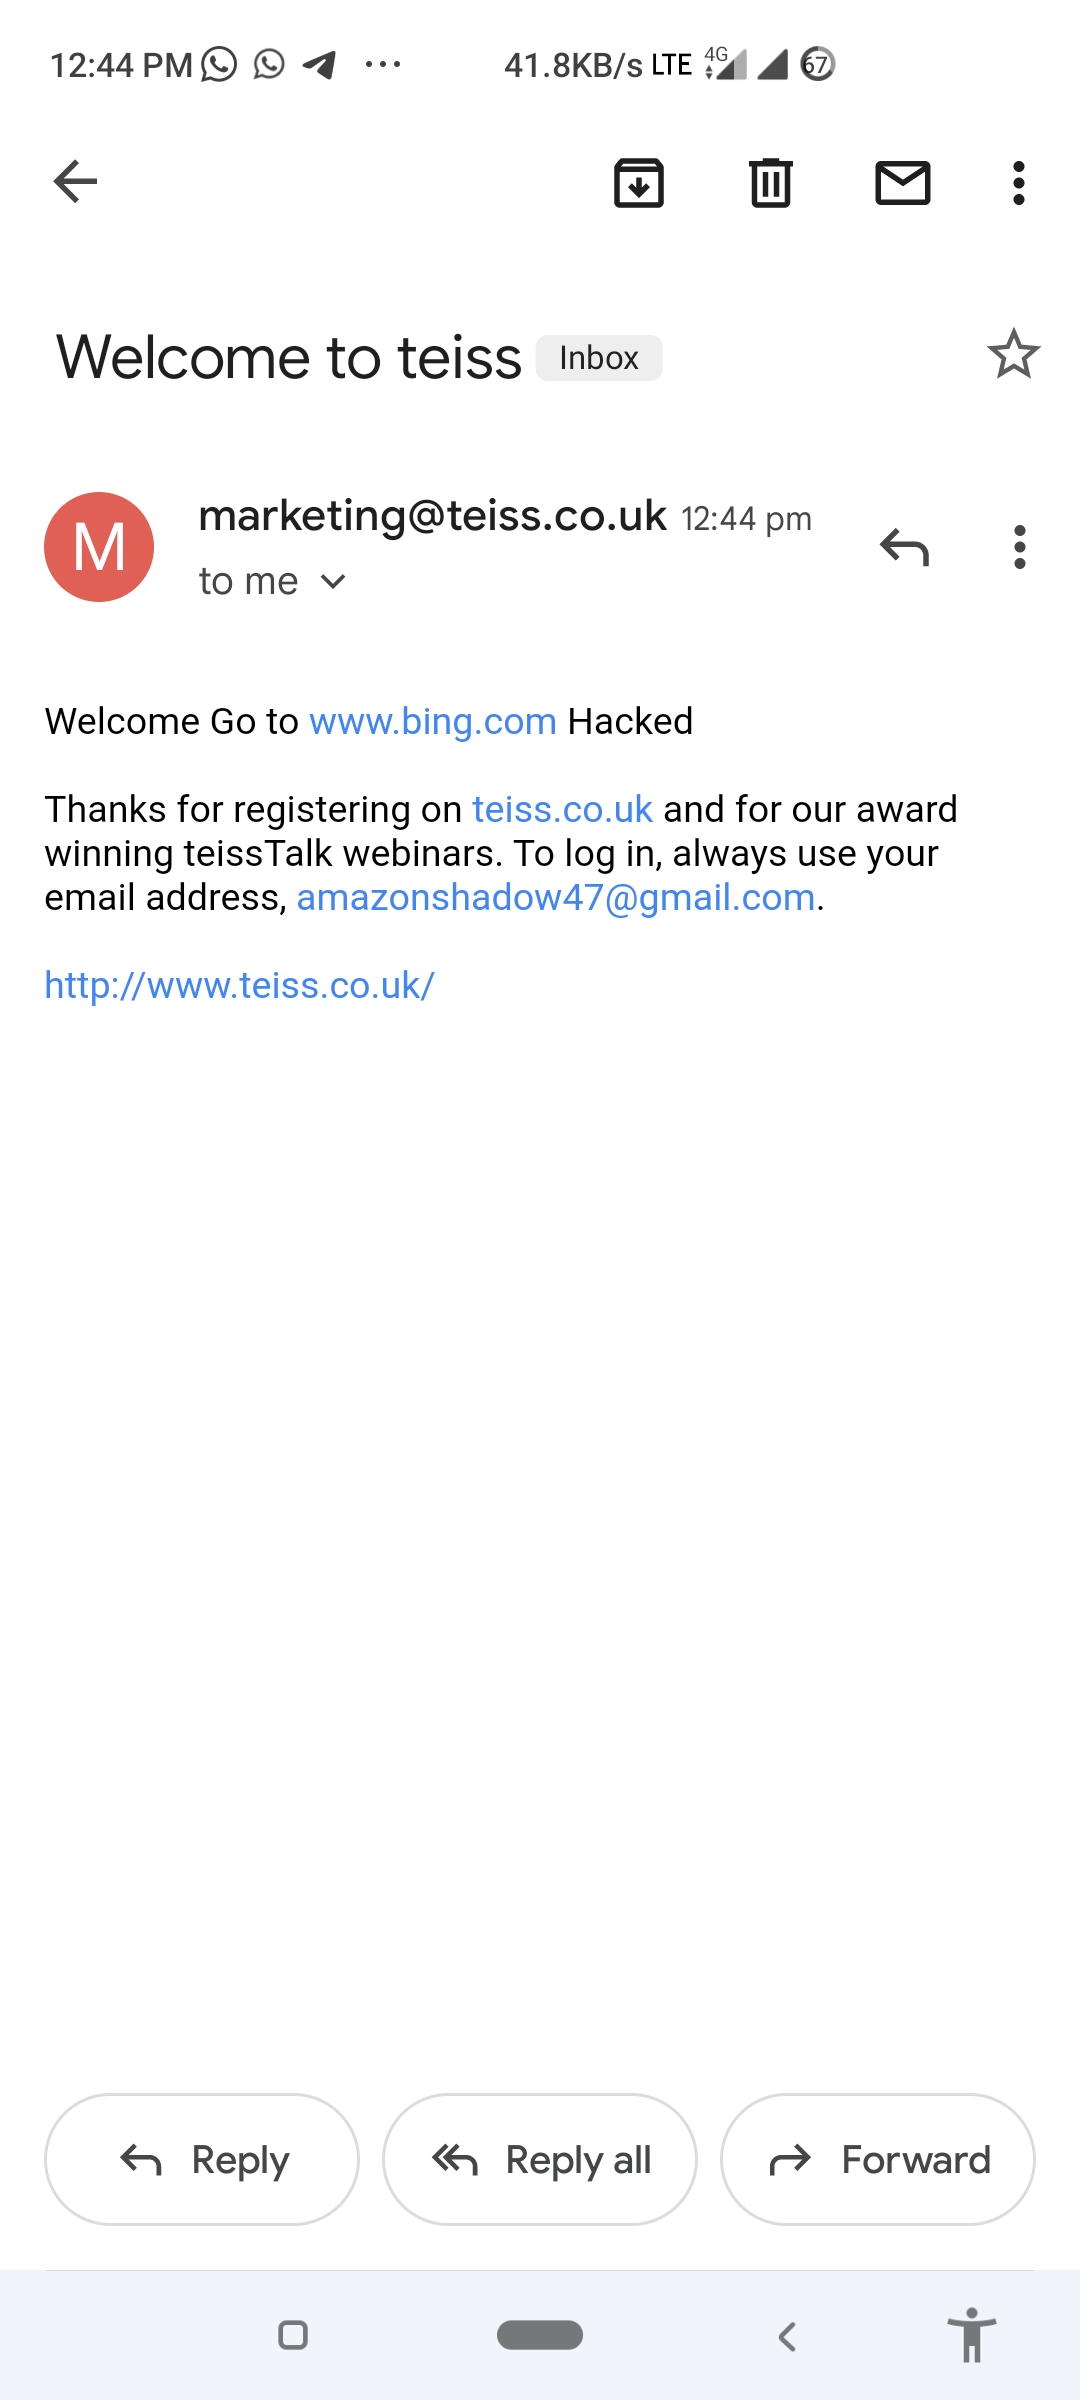 12:44 PM ... 41.8KB/s LTE 4G 67
Welcome to teiss Inbox
M
marketing@teiss.co.uk 12:44 pm
to me
Welcome Go to www.bing.com Hacked
Thanks for registering on teiss.co.uk and for our award
winning teissTalk webinars. To log in, always use your
email address, amazonshadow47@gmail.com.
http://www.teiss.co.uk/
Reply Reply all Forward